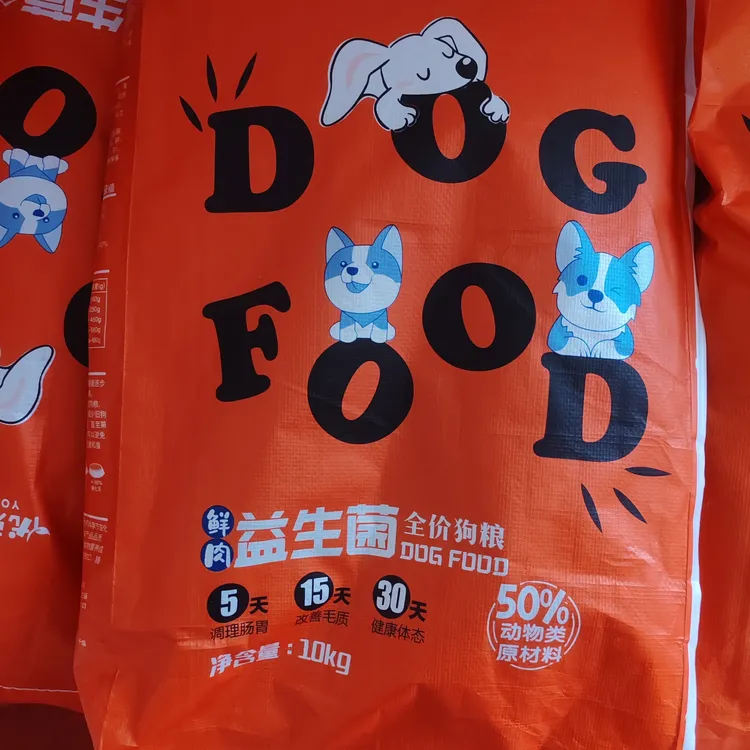 DOG
FOOD
鲜肉
益生菌
全价狗粮
DOG FOOD
5天
调理肠胃
15天
改善毛质
30天
健康体态
50%
动物类
原材料
净含量:10kg